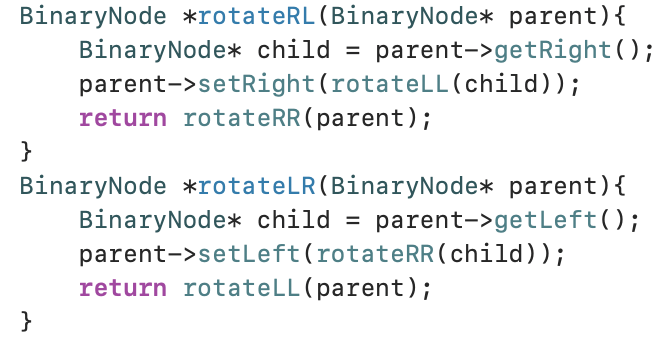 BinaryNode *rotateRL(BinaryNode* parent){
    BinaryNode* child = parent->getRight();
    parent->setRight(rotateLL(child));
    return rotateRR(parent);
}
BinaryNode *rotateLR(BinaryNode* parent){
    BinaryNode* child = parent->getLeft();
    parent->setLeft(rotateRR(child));
    return rotateLL(parent);
}